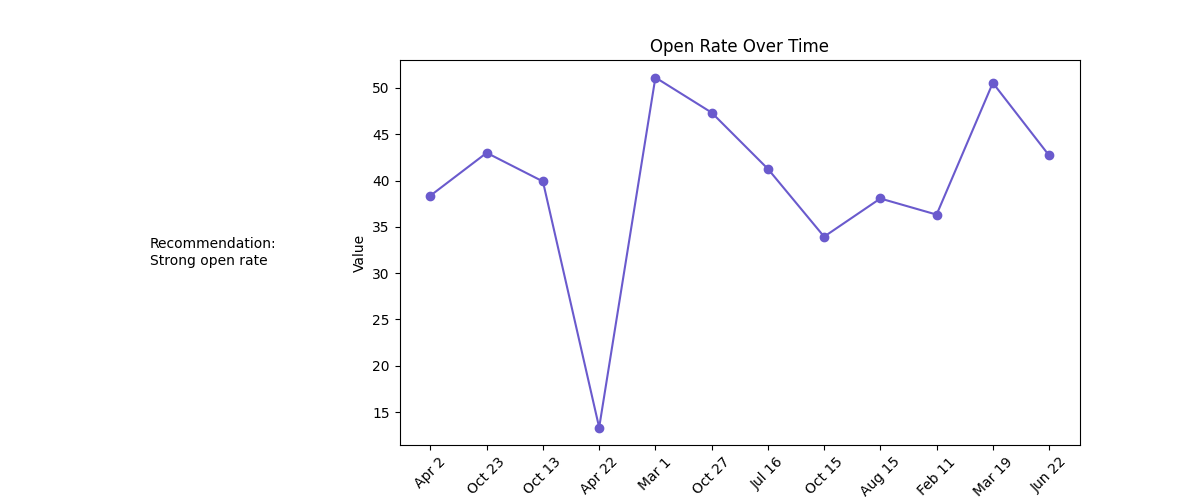 Open Rate Over Time
Recommendation:
Strong open rate
Value
50
45
40
35
30
25
20
15
Apr 2
Oct 23
Oct 13
Apr 22
Mar 1
Oct 27
Jul 16
Oct 15
Aug 15
Feb 11
Mar 19
Jun 22